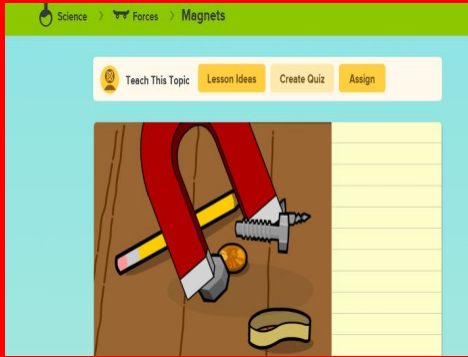 Science > Forces > Magnets
Teach This Topic Lesson Ideas Create Quiz Assign